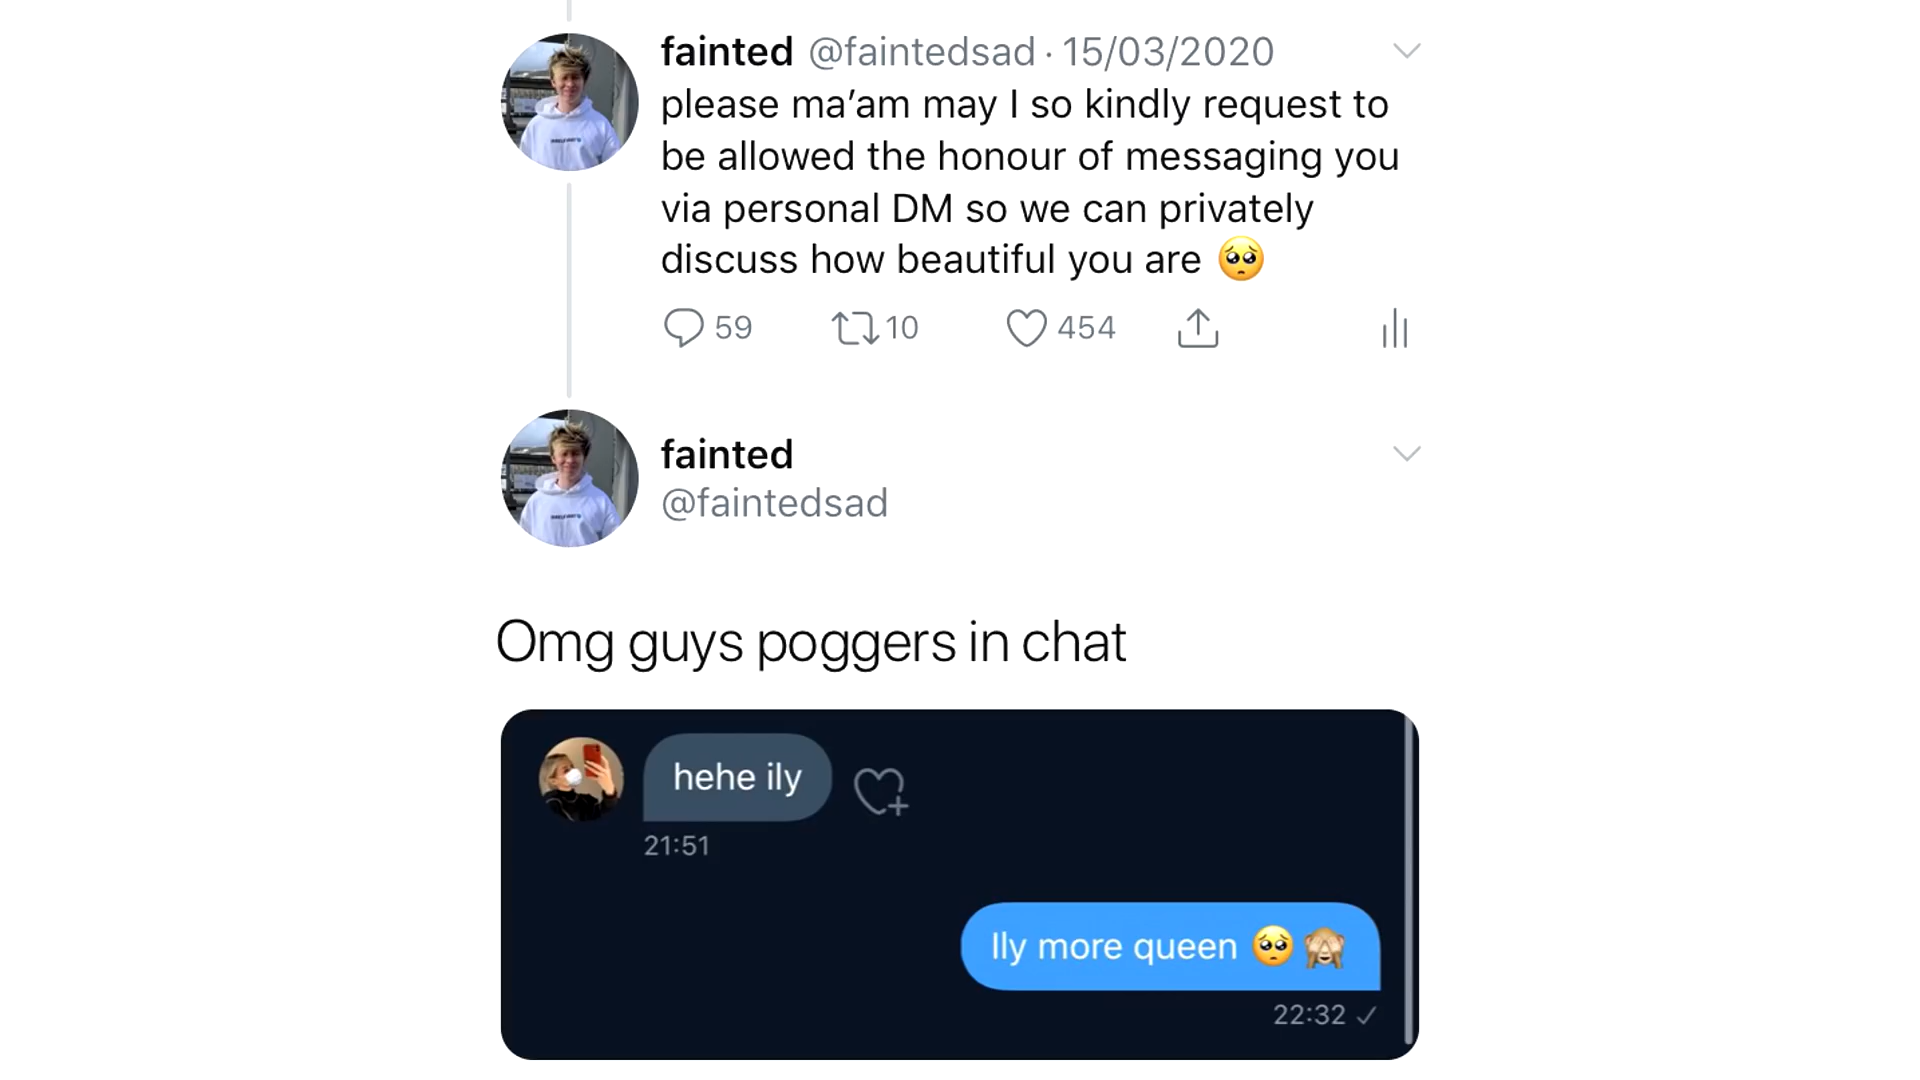 fainted @faintedsad · 15/03/2020
please ma’am may I so kindly request to
be allowed the honour of messaging you
via personal DM so we can privately
discuss how beautiful you are 🥺
59 10 454
fainted
@faintedsad
Omg guys poggers in chat
hehe ily
21:51
Ily more queen 🥺 🙈
22:32 ✓